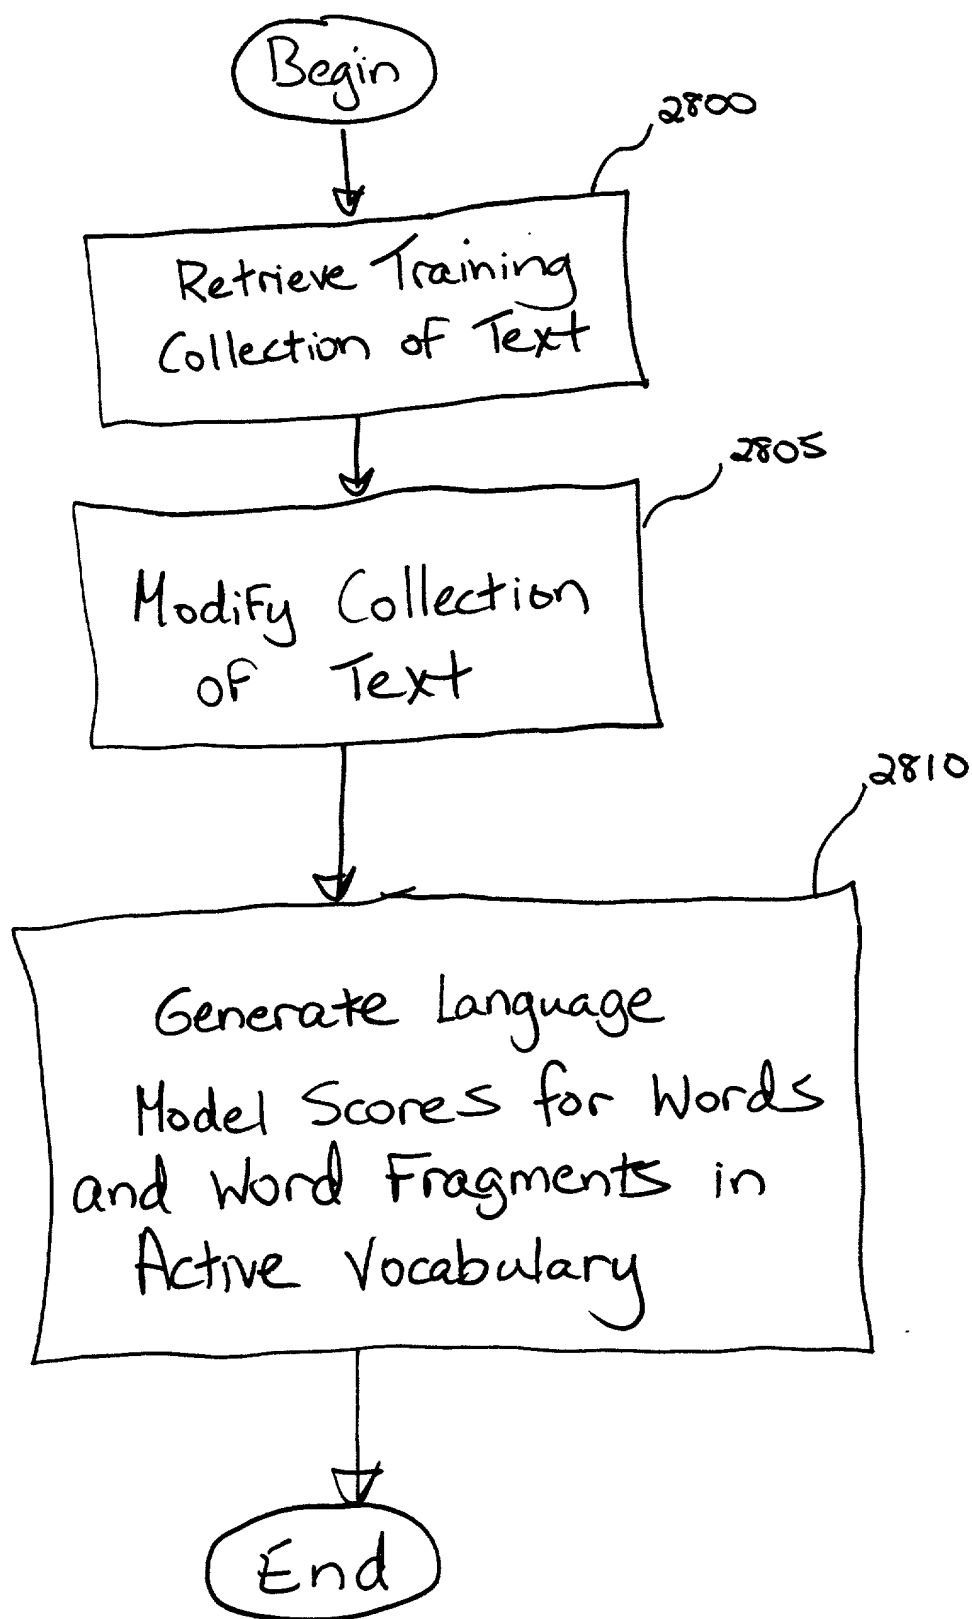 Begin
2800
Retrieve Training
Collection of Text
2805
Modify Collection
of Text
2810
Generate Language
Model Scores for Words
and Word Fragments in
Active Vocabulary
End